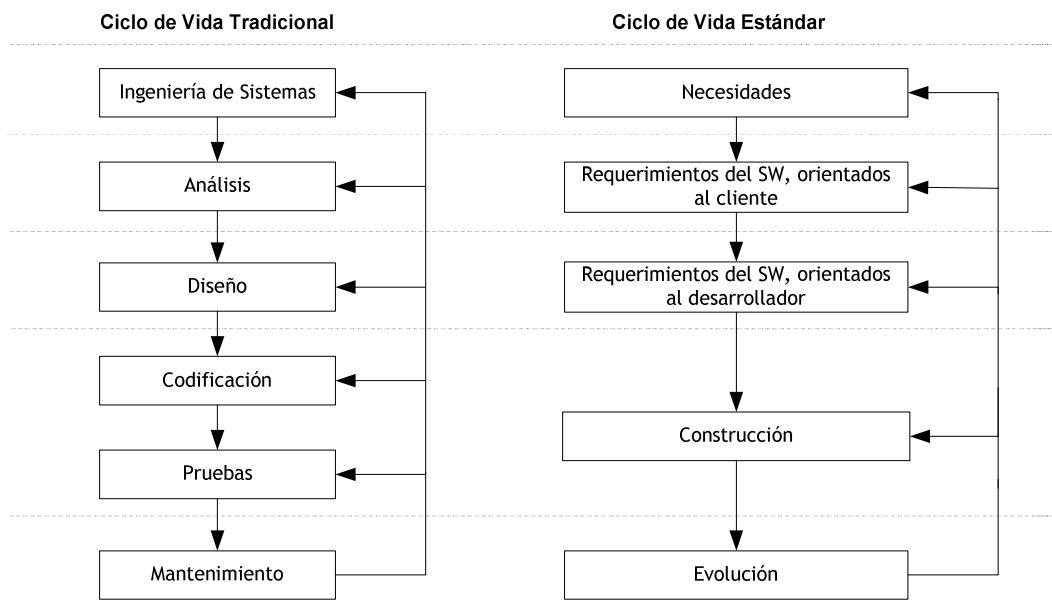 Ciclo de Vida Tradicional
Ciclo de Vida Estándar
Ingeniería de Sistemas
Necesidades
Análisis
Requerimientos del SW, orientados
al cliente
Diseño
Requerimientos del SW, orientados
al desarrollador
Codificación
Construcción
Pruebas
Mantenimiento
Evolución